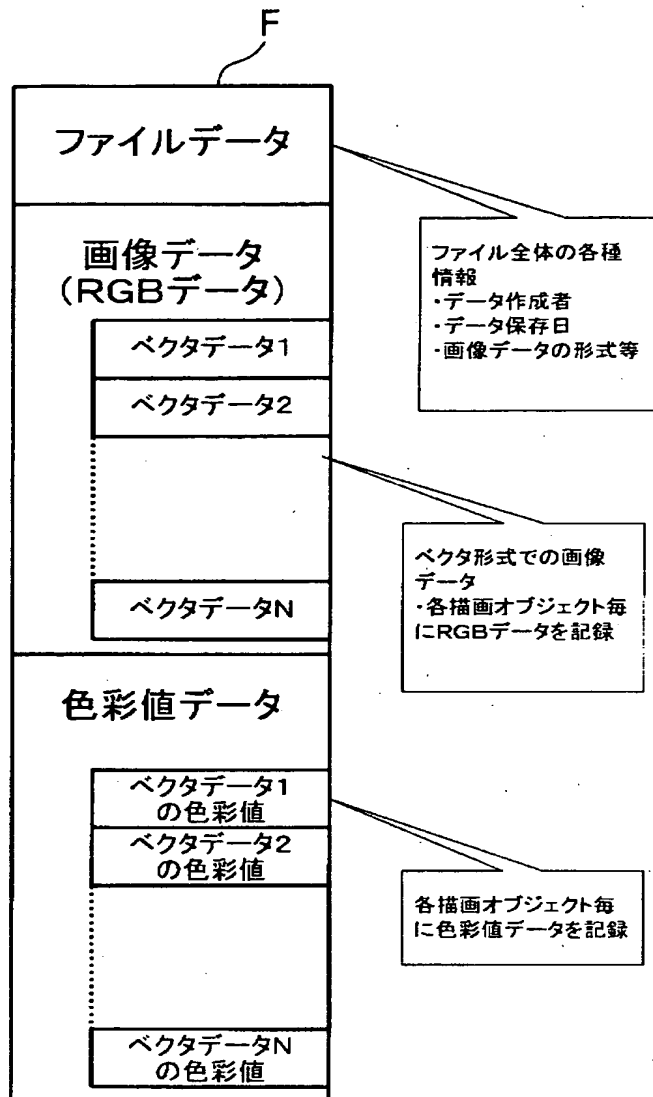 F
ファイルデータ
ファイル全体の各種
情報
・データ作成者
・データ保存日
・画像データの形式等
画像データ
(RGBデータ)
ベクタデータ1
ベクタデータ2
ベクタデータN
ベクタ形式での画像
データ
・各描画オブジェクト毎
にRGBデータを記録
色彩値データ
ベクタデータ1
の色彩値
ベクタデータ2
の色彩値
ベクタデータN
の色彩値
各描画オブジェクト毎
に色彩値データを記録